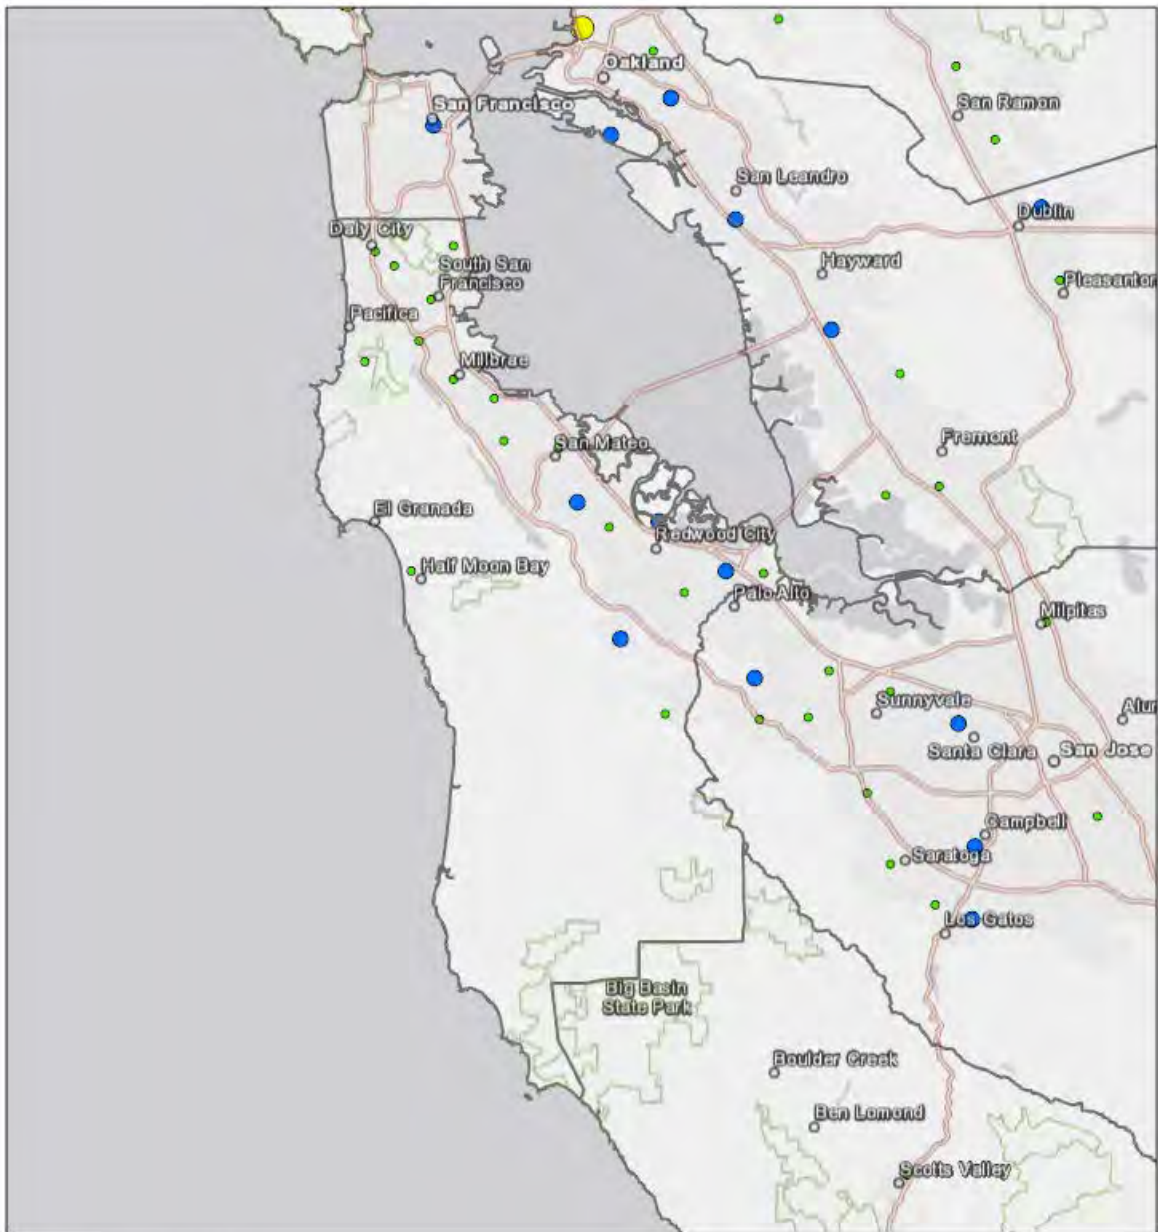 Oakland
San Ramon
San Francisco
San Leandro
Dublin
Daly City
South San
Francisco
Hayward
Pleasanton
Pacifica
Millbrae
Fremont
San Mateo
El Granada
Redwood City
Half Moon Bay
Palo Alto
Milpitas
Sunnyvale
Alum
Santa Clara
San Jose
Campbell
Saratoga
Los Gatos
Big Basin
State Park
Boulder Creek
Ben Lomond
Scotts Valley